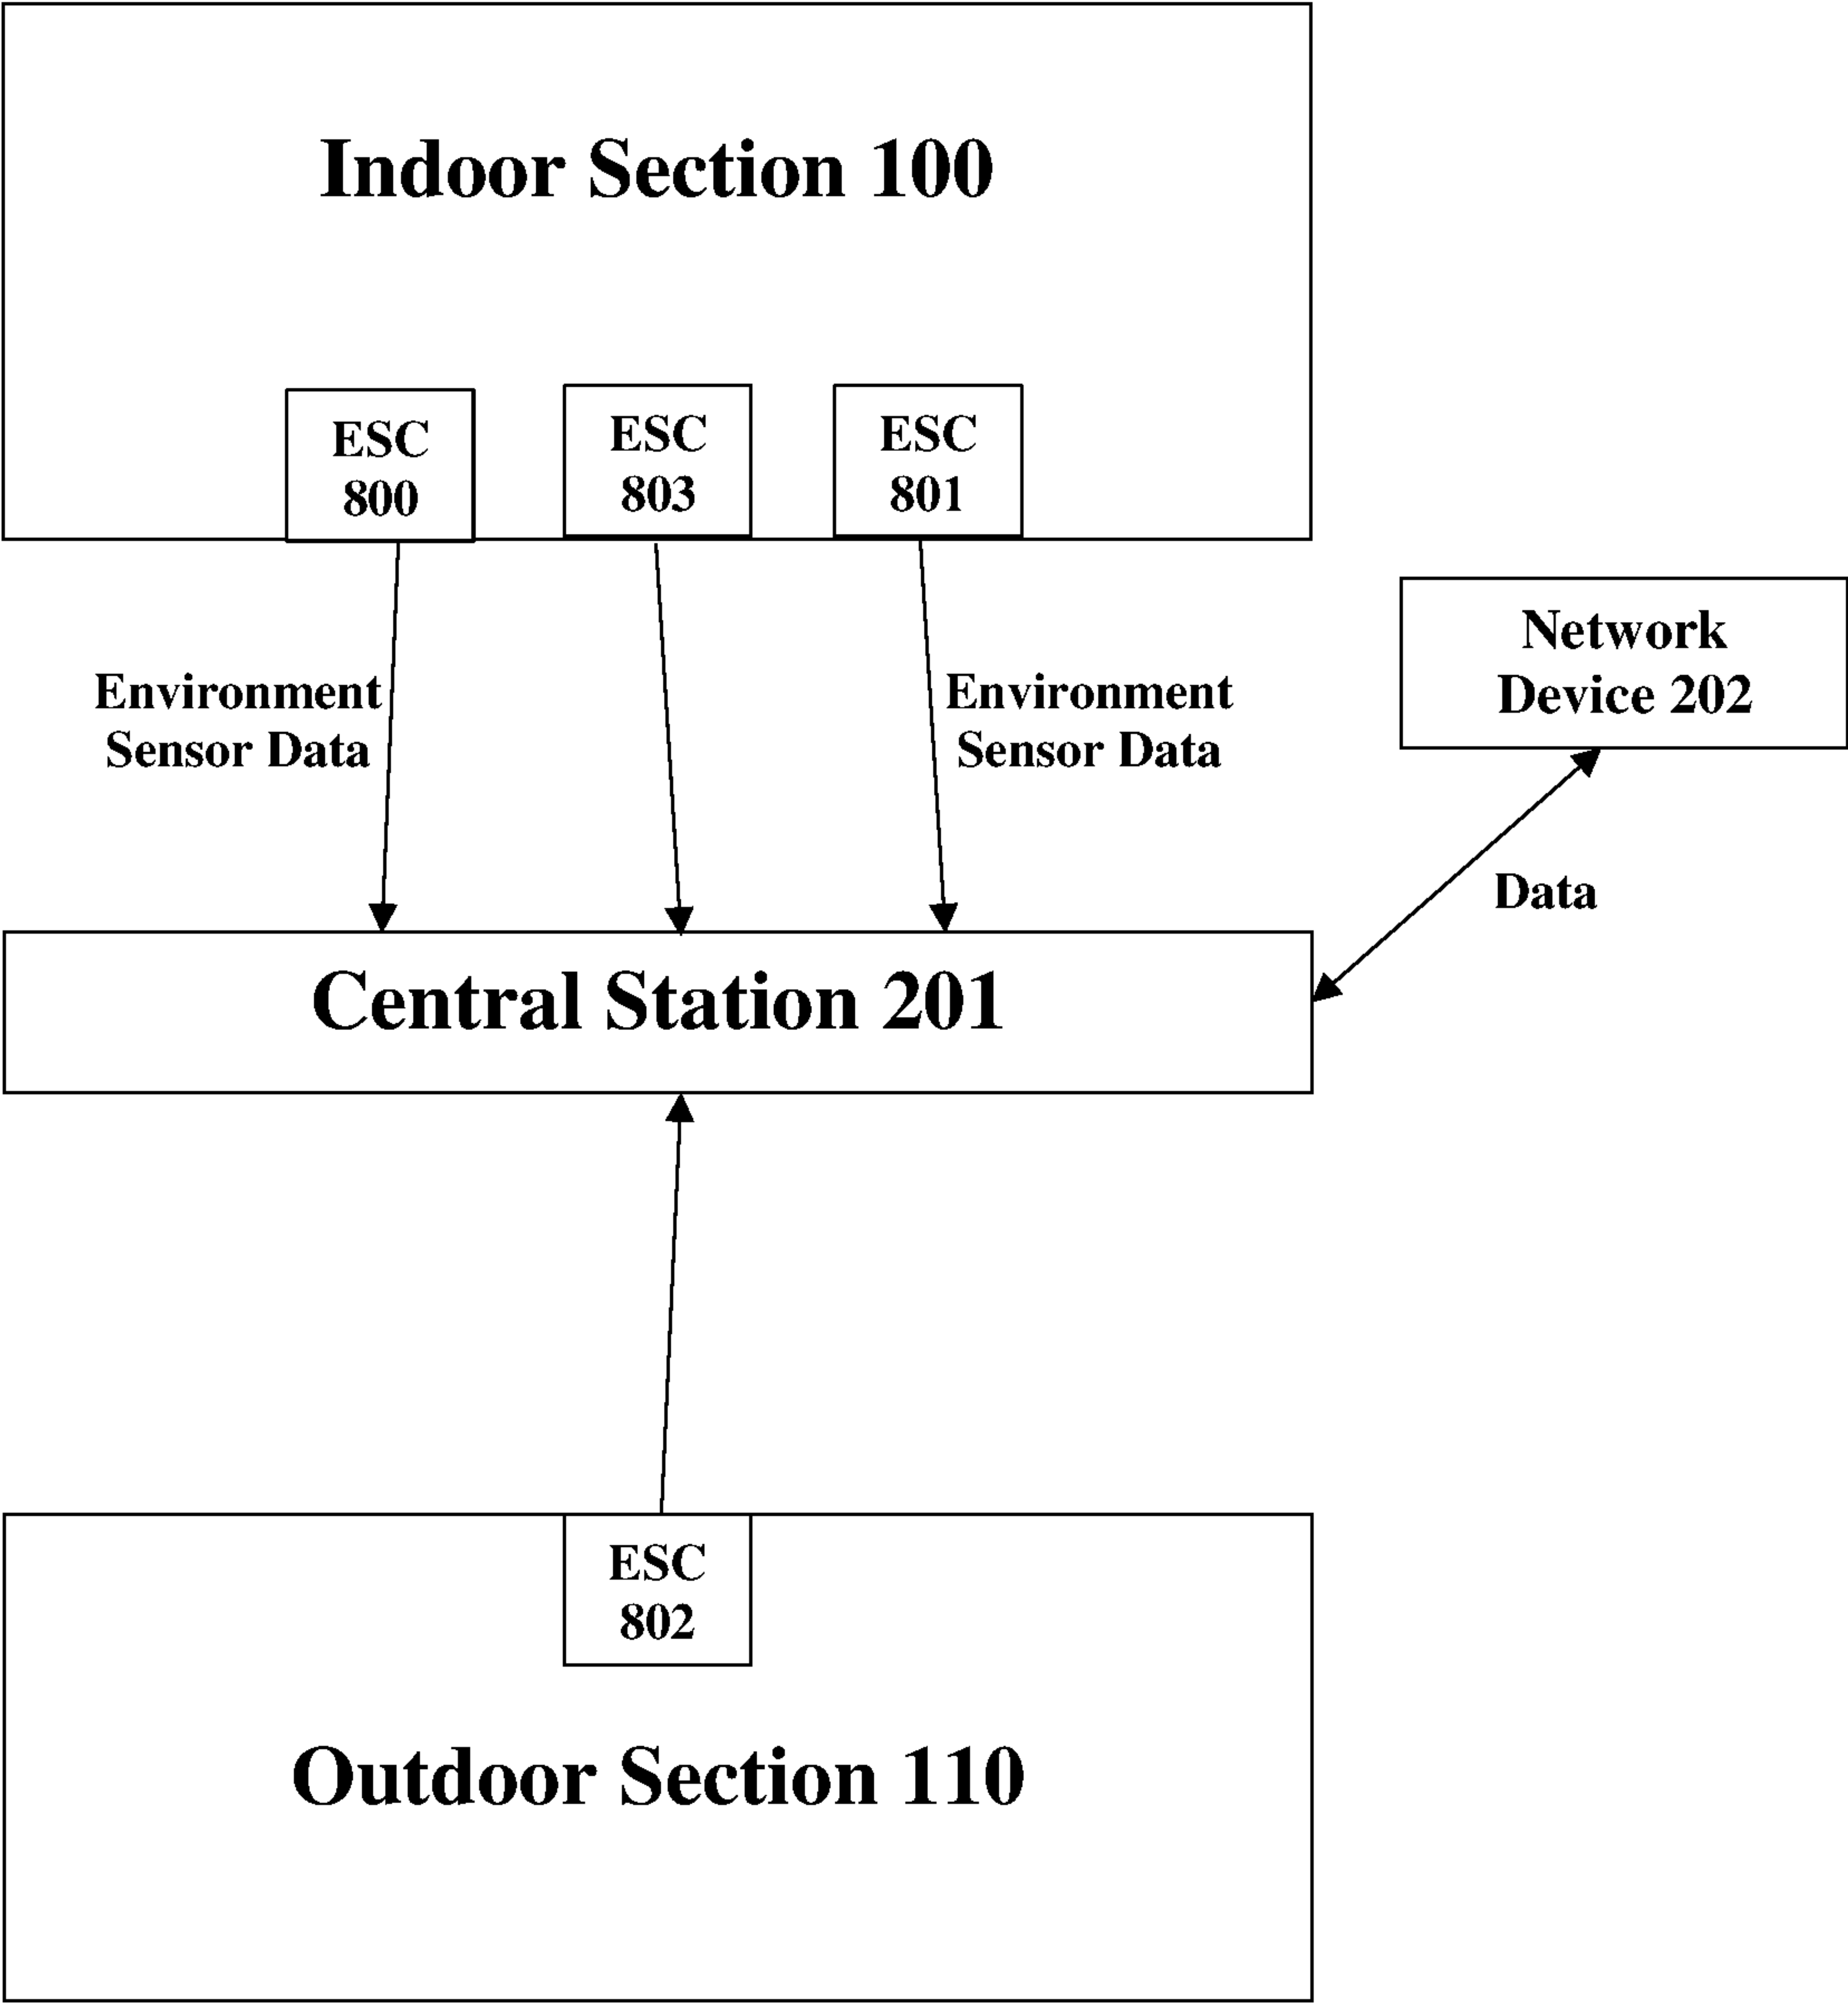 Indoor Section 100
ESC
800
ESC
803
ESC
801
Network
Device 202
Environment
Sensor Data
Environment
Sensor Data
Data
Central Station 201
ESC
802
Outdoor Section 110